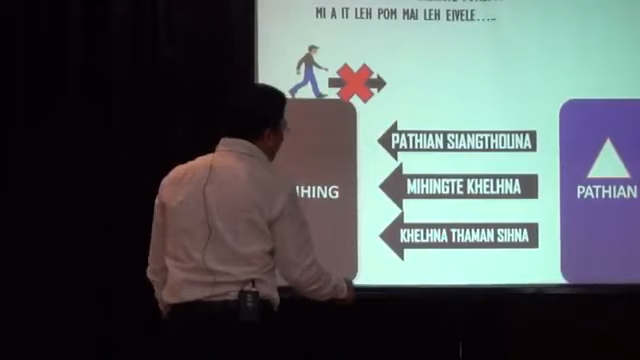 MI A IT LEH POM MAI LEH EIVELE.....
PATHIAN SIANGTHOUNA
MIHINGTE KHELHNA
KHELHNA THAMAN SIHNA
PATHIAN